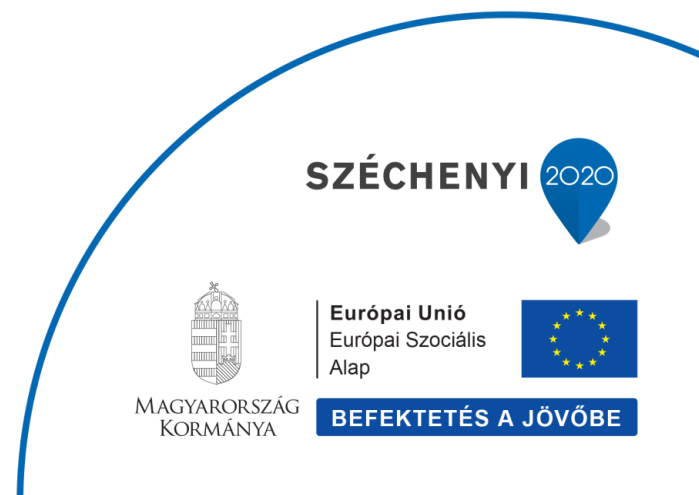 SZÉCHENYI 2020
Európai Unió
Európai Szociális
Alap
MAGYARORSZÁG
KORMÁNYA
BEFEKTETÉS A JÖVŐBE